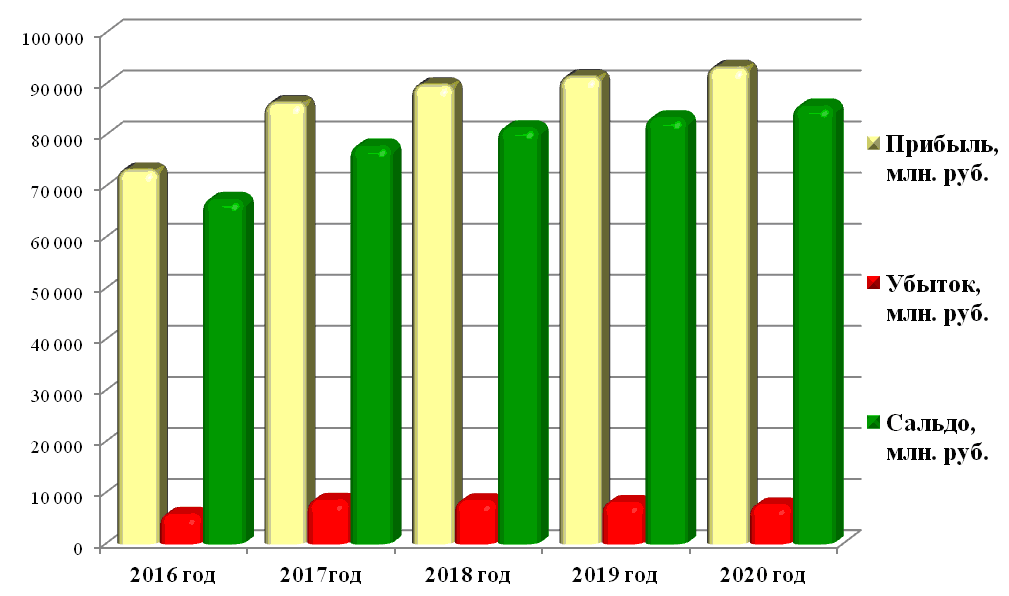 100 000
90 000
80 000
70 000
60 000
50 000
40 000
30 000
20 000
10 000
0
2016 год
2017год
2018 год
2019 год
2020 год
Прибыль,
млн. руб.
Убыток,
млн. руб.
Сальдо,
млн. руб.